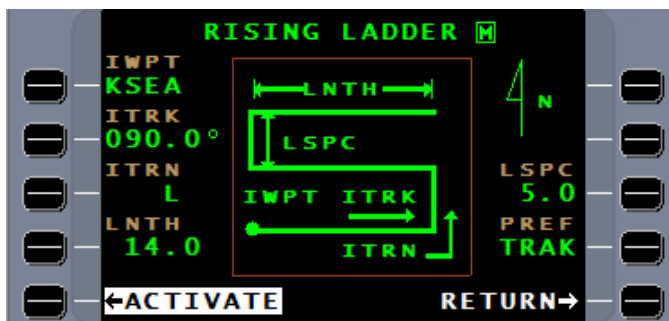 RISING LADDER M
IWPT
KSEA
ITRK
090.0°
ITRN
L
LNTH
14.0
LNTH
LSPC
IWPT ITRK
ITRN
N
LSPC
5.0
PREF
TRAK
←ACTIVATE
RETURN→